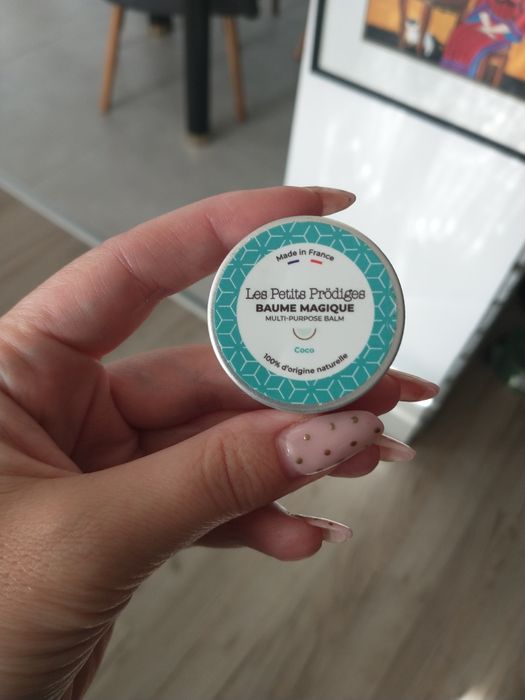 Made in France
Les Petits Prödiges
BAUME MAGIQUE
MULTI-PURPOSE BALM
Coco
100% d'origine naturelle